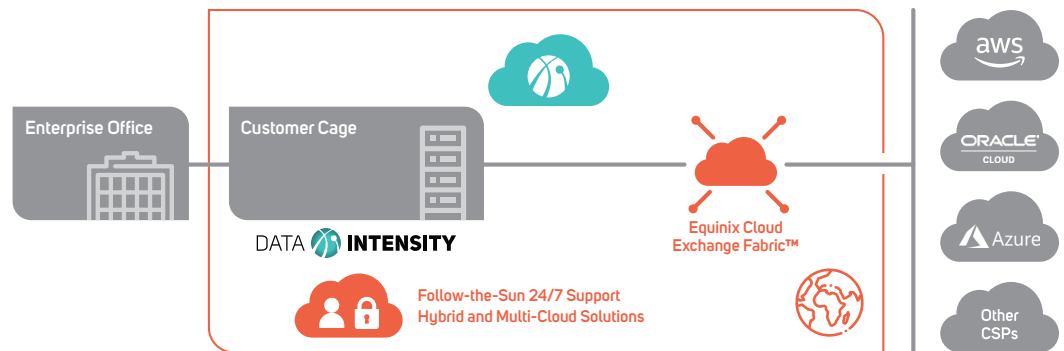 Enterprise Office
Customer Cage
DATA INTENSITY
Follow-the-Sun 24/7 Support
Hybrid and Multi-Cloud Solutions
Equinix Cloud
Exchange Fabric™
aws
ORACLE'
CLOUD
Azure
Other
CSPs